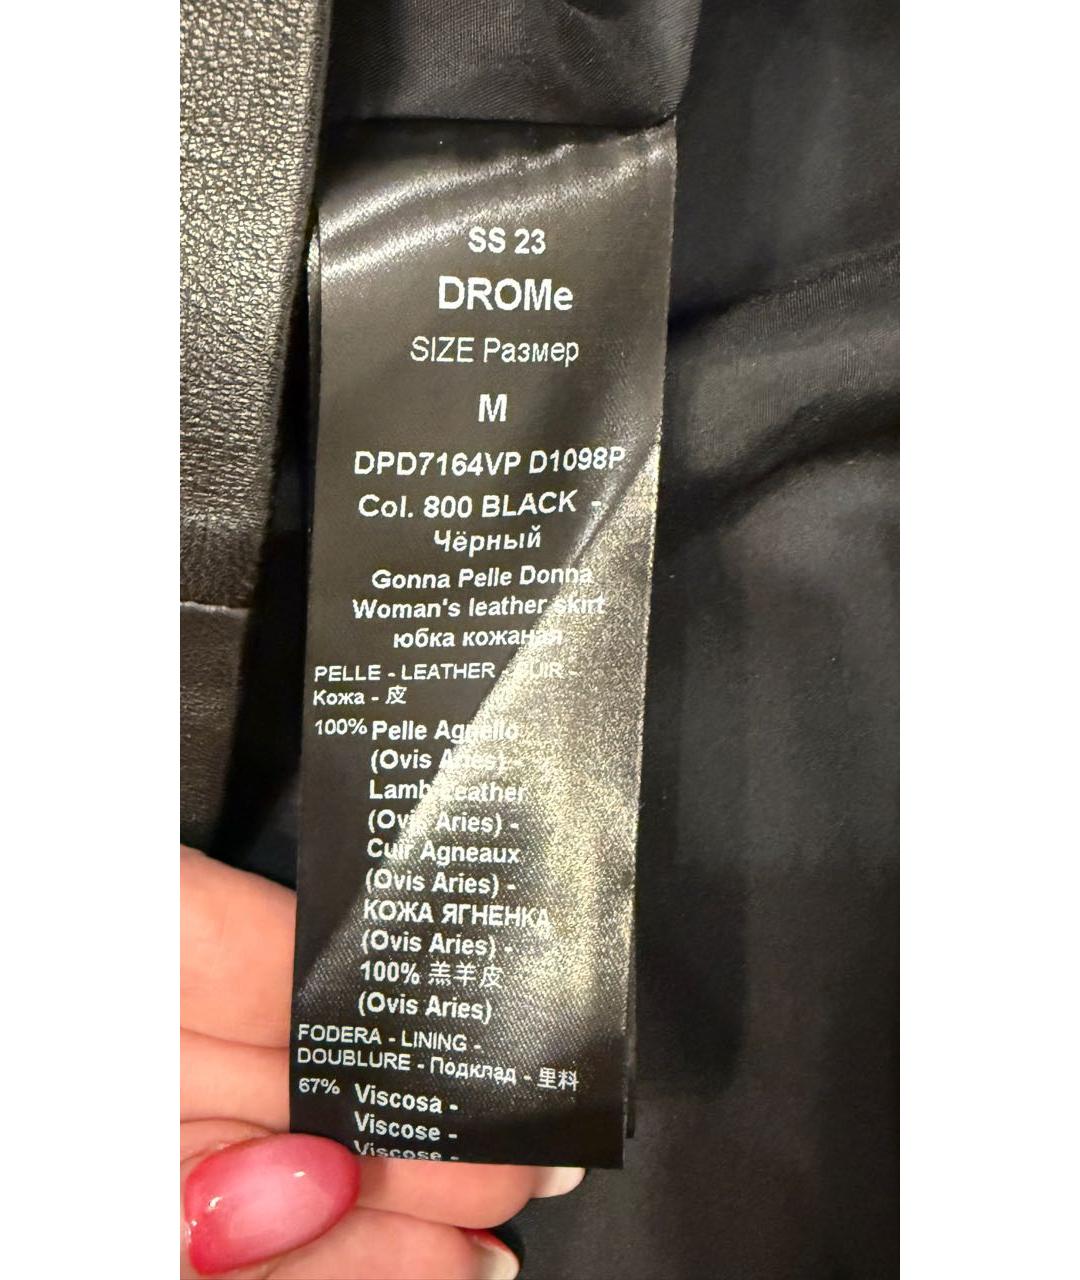 SS 23
DROMe
SIZE Размер
M
DPD7164VP D1098P
Col. 800 BLACK -
Чёрный
Gonna Pelle Donna
Woman's leather skirt
юбка кожаная
PELLE - LEATHER - CUIR -
Кожа - 皮
100% Pelle Agnello
(Ovis Aries) -
Lamb Leather
(Ovis Aries) -
Cuir Agneaux
(Ovis Aries) -
КОЖА ЯГНЕНКА
(Ovis Aries) -
100% 羔羊皮
(Ovis Aries)
FODERA - LINING -
DOUBLURE - Подклад - 里料
67% Viscosa -
Viscose -
Viscose -